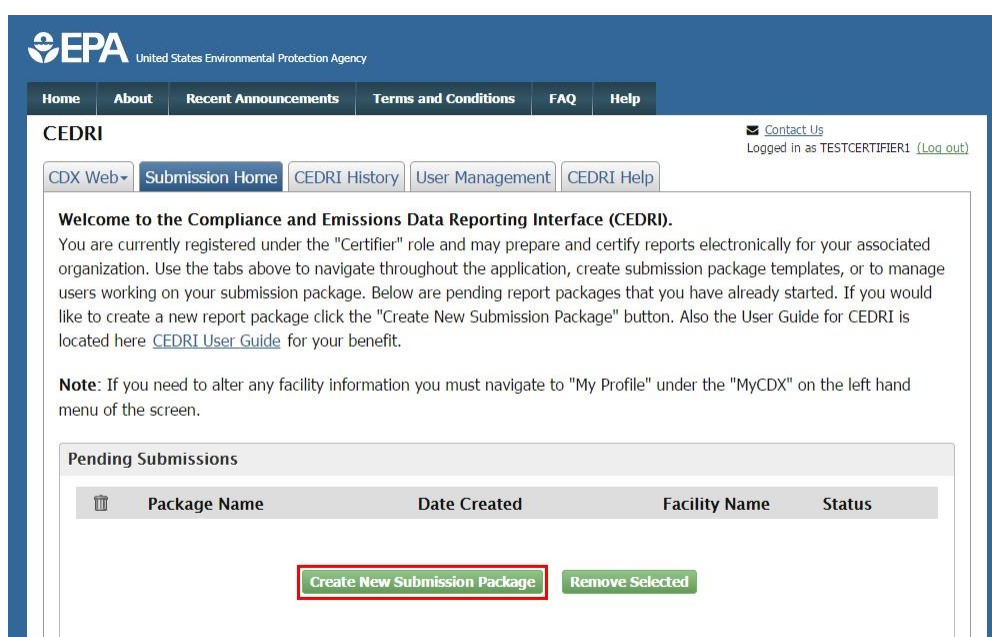 EPA United States Environmental Protection Agency
Home About Recent Announcements Terms and Conditions FAQ Help
CEDRI
Contact Us
Logged in as TESTCERTIFIER1 (Log out)
CDX Web Submission Home CEDRI History User Management CEDRI Help
Welcome to the Compliance and Emissions Data Reporting Interface (CEDRI).
You are currently registered under the "Certifier" role and may prepare and certify reports electronically for your associated
organization. Use the tabs above to navigate throughout the application, create submission package templates, or to manage
users working on your submission package. Below are pending report packages that you have already started. If you would
like to create a new report package click the "Create New Submission Package" button. Also the User Guide for CEDRI is
located here CEDRI User Guide for your benefit.
Note: If you need to alter any facility information you must navigate to "My Profile" under the "MyCDX" on the left hand
menu of the screen.
Pending Submissions
Package Name Date Created Facility Name Status
Create New Submission Package Remove Selected